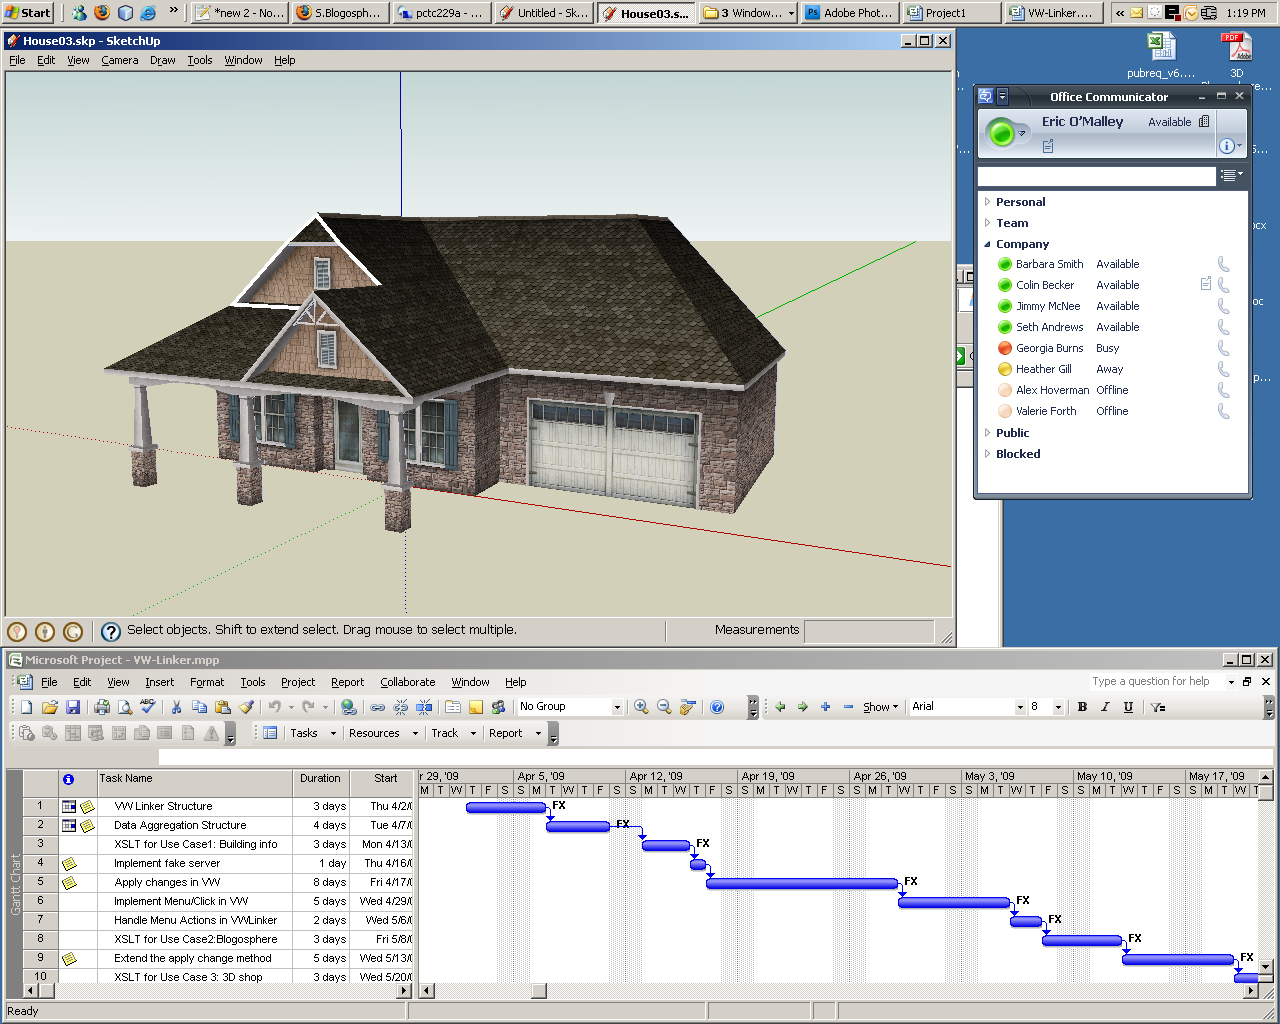 Start
*new 2 - No...
5.Blogosph...
pctc229a - ...
Untitled - Sk...
House03.s...
3 Window...
Adobe Phot...
Project1
VW-Linker....
1:19 PM
House03.skp - SketchUp
File Edit View Camera Draw Tools Window Help
pubreq_v6....
3D
Office Communicator
Eric O'Malley Available
Personal
Team
Company
Barbara Smith Available
Colin Becker Available
Jimmy McNee Available
Seth Andrews Available
Georgia Burns Busy
Heather Gill Away
Alex Hoverman Offline
Valerie Forth Offline
Public
Blocked
Select objects. Shift to extend select. Drag mouse to select multiple.
Measurements
Microsoft Project - VW-Linker.mpp
File Edit View Insert Format Tools Project Report Collaborate Window Help
Type a question for help
No Group
Show
Arial
8
B I U
Tasks Resources Track Report
Task Name Duration Start
r 29, '09 Apr 5, '09 Apr 12, '09 Apr 19, '09 Apr 26, '09 May 3, '09 May 10, '09 May 17, '09
M T W T F S S M T W T F S S M T W T F S S M T W T F S S M T W T F S S M T W T F S S M T W T F S S M T W T
1 VW Linker Structure 3 days Thu 4/2/0 FX
2 Data Aggregation Structure 4 days Tue 4/7/0 FX
3 XSLT for Use Case1: Building info 3 days Mon 4/13/0 FX
4 Implement fake server 1 day Thu 4/16/0
5 Apply changes in VW 8 days Fri 4/17/0 FX
6 Implement Menu/Click in VW 5 days Wed 4/29/0 FX
7 Handle Menu Actions in VWLinker 2 days Wed 5/6/0 FX
8 XSLT for Use Case2:Blogosphere 3 days Fri 5/8/0 FX
9 Extend the apply change method 5 days Wed 5/13/0 FX
10 XSLT for Use Case 3: 3D shop 3 days Wed 5/20/0
Gantt Chart
Ready